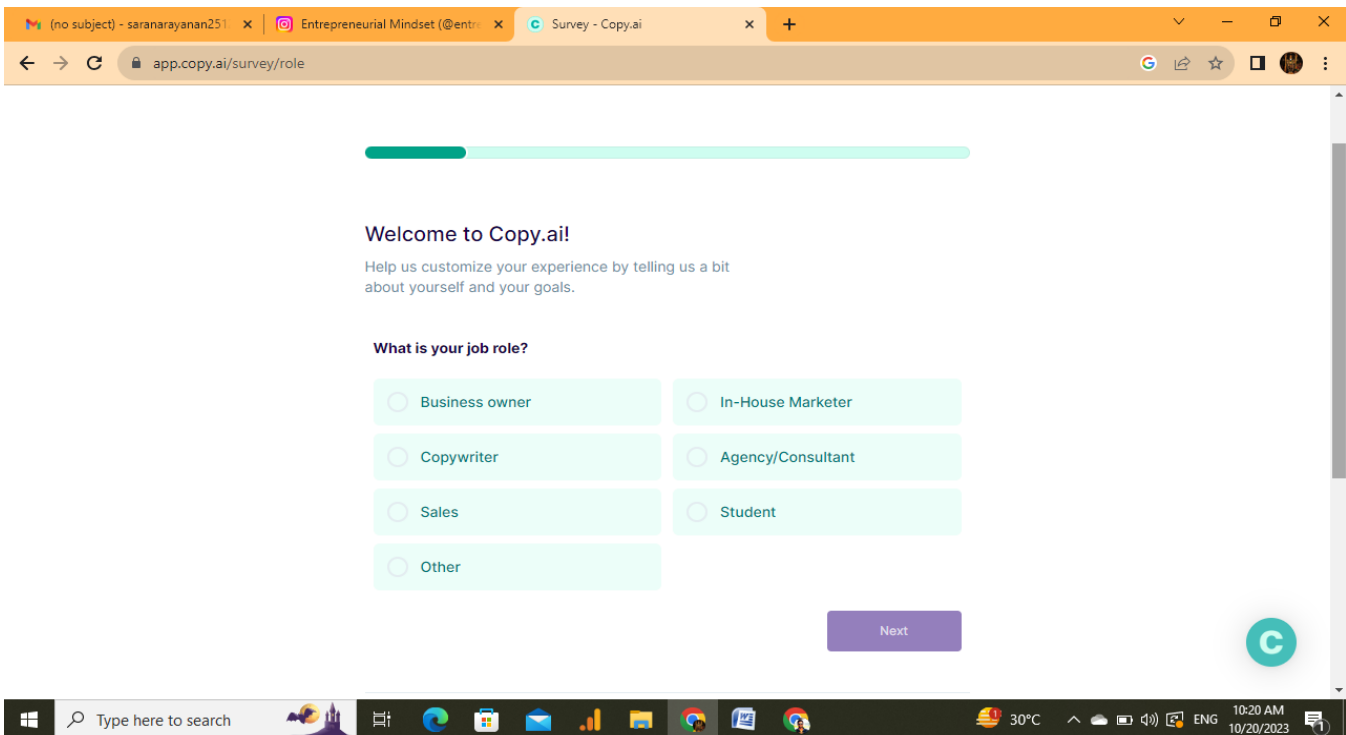 (no subject) - saranarayanan251
Entrepreneurial Mindset (@entre
Survey - Copy.ai
app.copy.ai/survey/role
Welcome to Copy.ai!
Help us customize your experience by telling us a bit
about yourself and your goals.
What is your job role?
Business owner
In-House Marketer
Copywriter
Agency/Consultant
Sales
Student
Other
Next
C
Type here to search
30°C
ENG
10:20 AM
10/20/2023